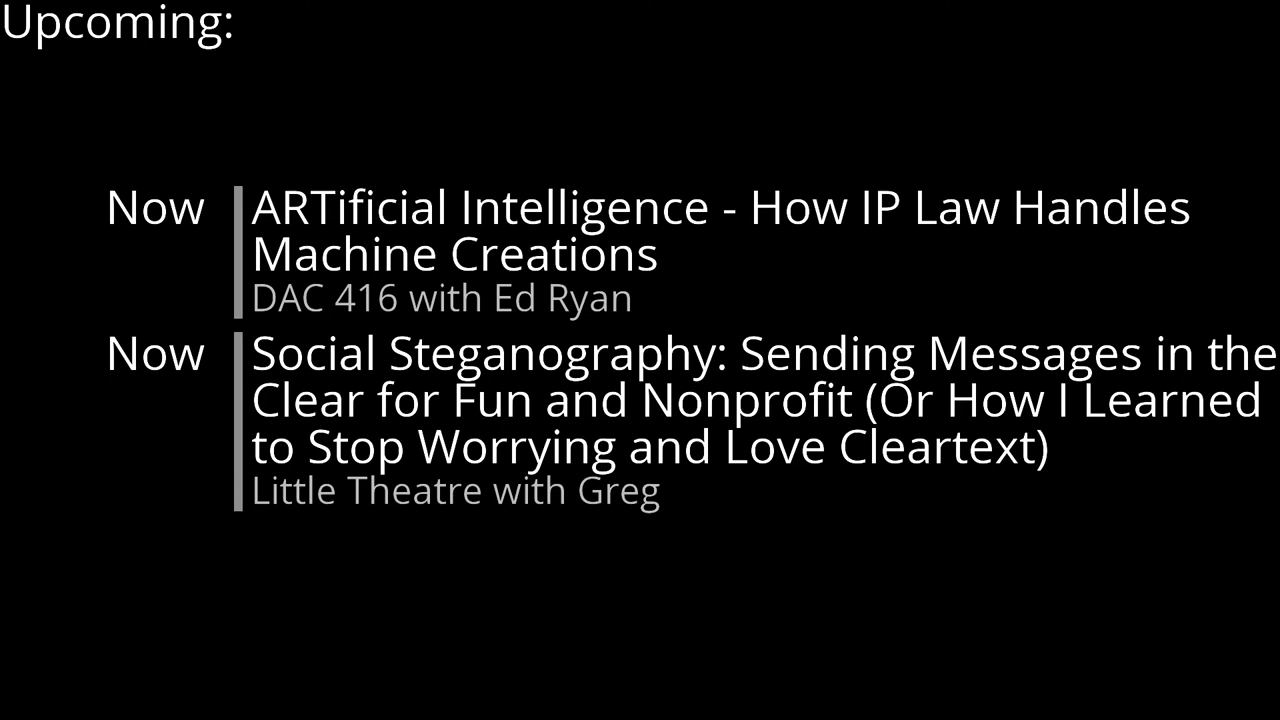 Upcoming:
Now
ARTificial Intelligence - How IP Law Handles
Machine Creations
DAC 416 with Ed Ryan
Now
Social Steganography: Sending Messages in the
Clear for Fun and Nonprofit (Or How I Learned
to Stop Worrying and Love Cleartext)
Little Theatre with Greg